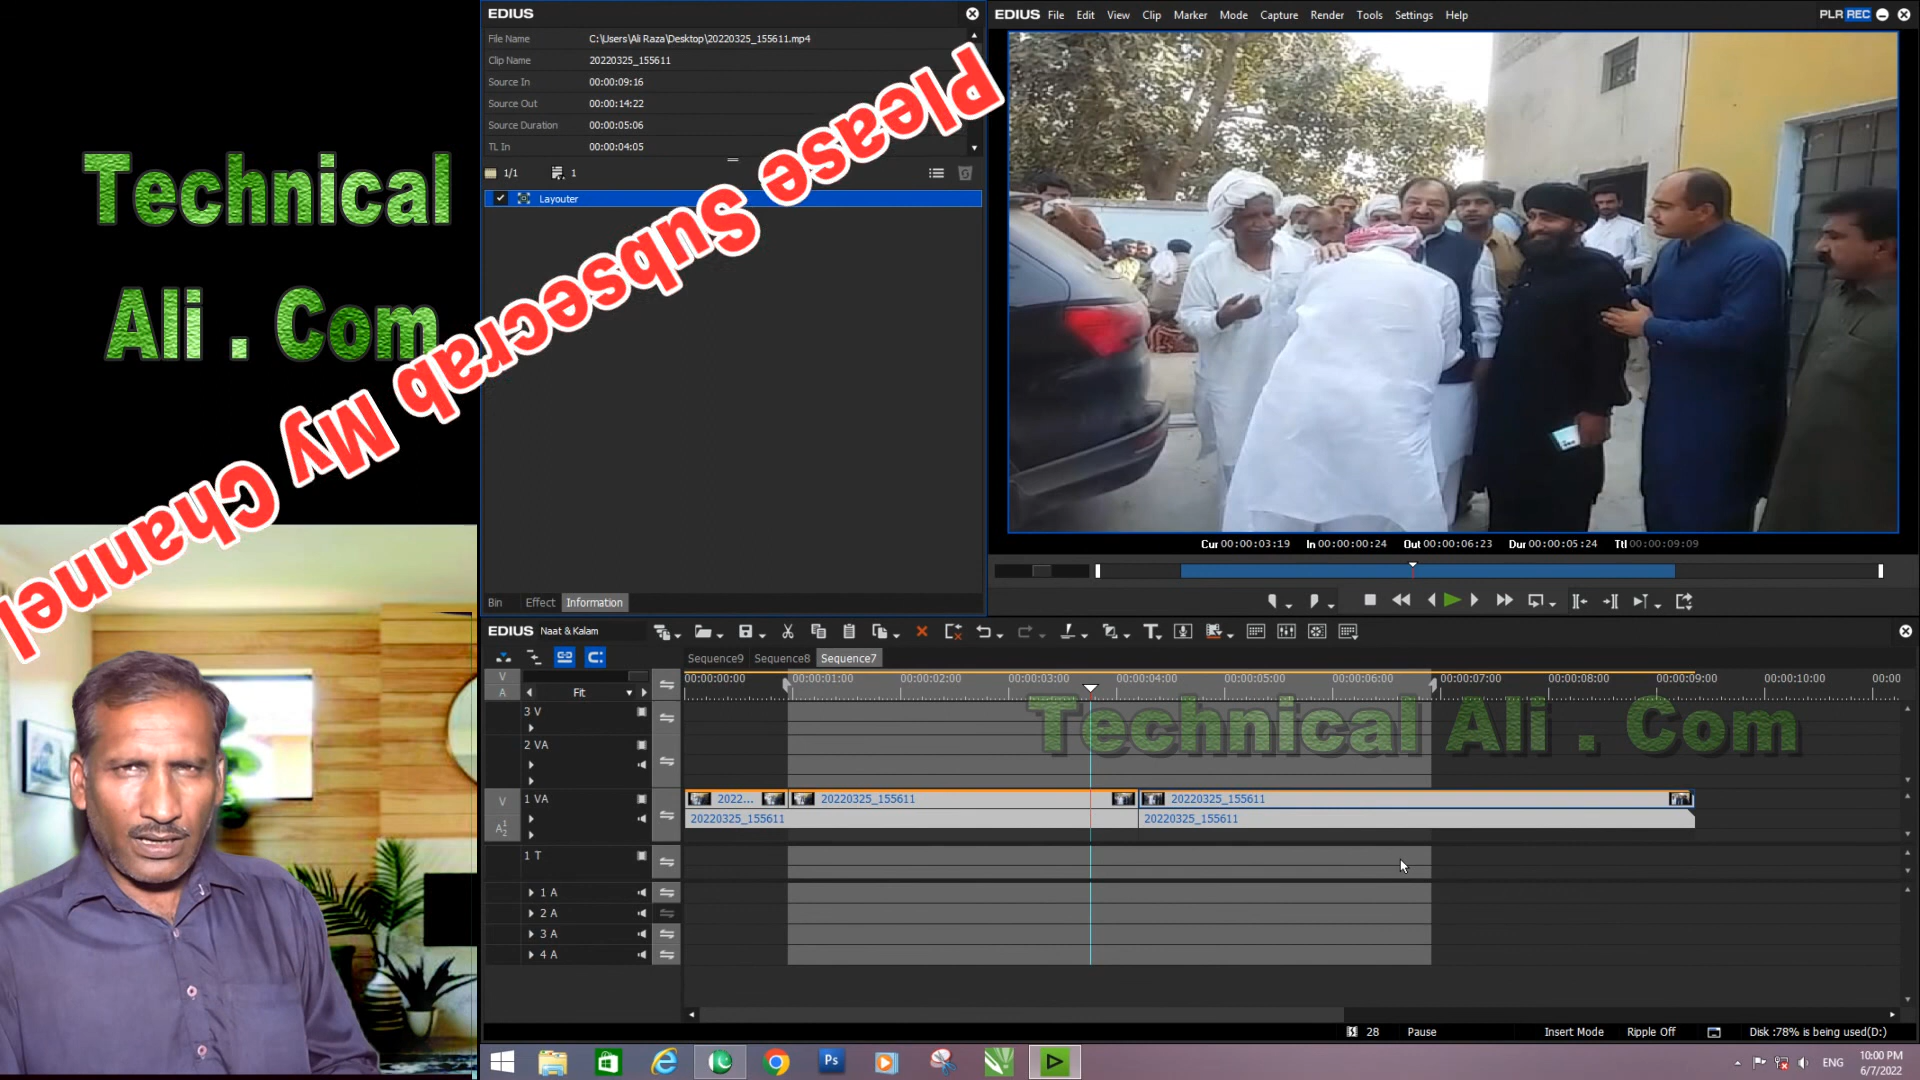 Technical
Ali . Com
Please Subsecrab My Channel
EDIUS
File Name C:\Users\Ali Raza\Desktop\20220325_155611.mp4
Clip Name 20220325_155611
Source In 00:00:09:16
Source Out 00:00:14:22
Source Duration 00:00:05:06
TL In 00:00:04:05
1/1 1
Layouter
Bin Effect Information
EDIUS File Edit View Clip Marker Mode Capture Render Tools Settings Help PLR REC
Cur 00:00:03:19 In 00:00:00:24 Out 00:00:06:23 Dur 00:00:05:24 Ttl 00:00:09:09
EDIUS Naat & Kalam
Sequence9 Sequence8 Sequence7
V
A
Fit
00:00:00:00 00:00:01:00 00:00:02:00 00:00:03:00 00:00:04:00 00:00:05:00 00:00:06:00 00:00:07:00 00:00:08:00 00:00:09:00 00:00:10:00 00:00
3 V
Technical Ali . Com
2 VA
V 1 VA 2022... 20220325_155611 20220325_155611
A 1 2 20220325_155611 20220325_155611
1 T
1 A
2 A
3 A
4 A
28 Pause Insert Mode Ripple Off Disk :78% is being used(D:)
Ps
ENG 10:00 PM
6/7/2022